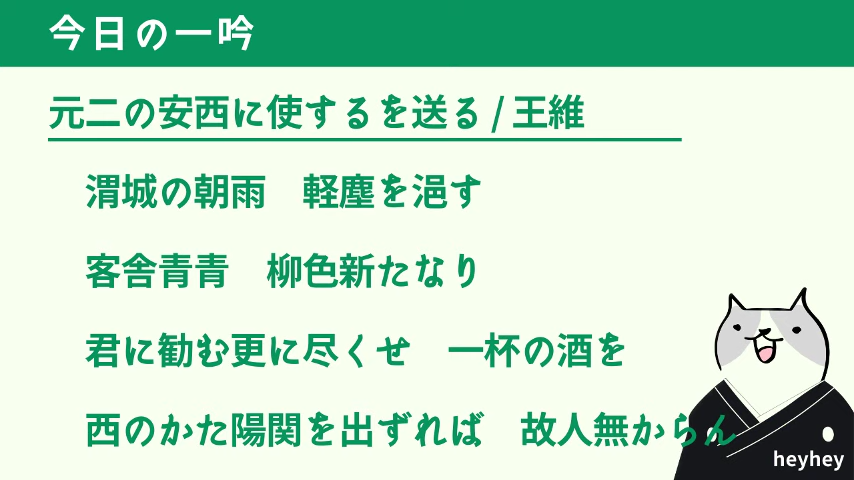 今日の一吟
元二の安西に使するを送る / 王維
渭城の朝雨　軽塵を浥す
客舎青青　柳色新たなり
君に勧む更に尽くせ　一杯の酒を
西のかた陽関を出ずれば　故人無からん
heyhey